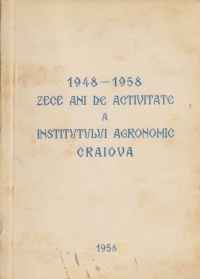 1948-1958
ZECE ANI DE ACTIVITATE
A
INSTITUTULUI AGRONOMIC
CRAIOVA
1958